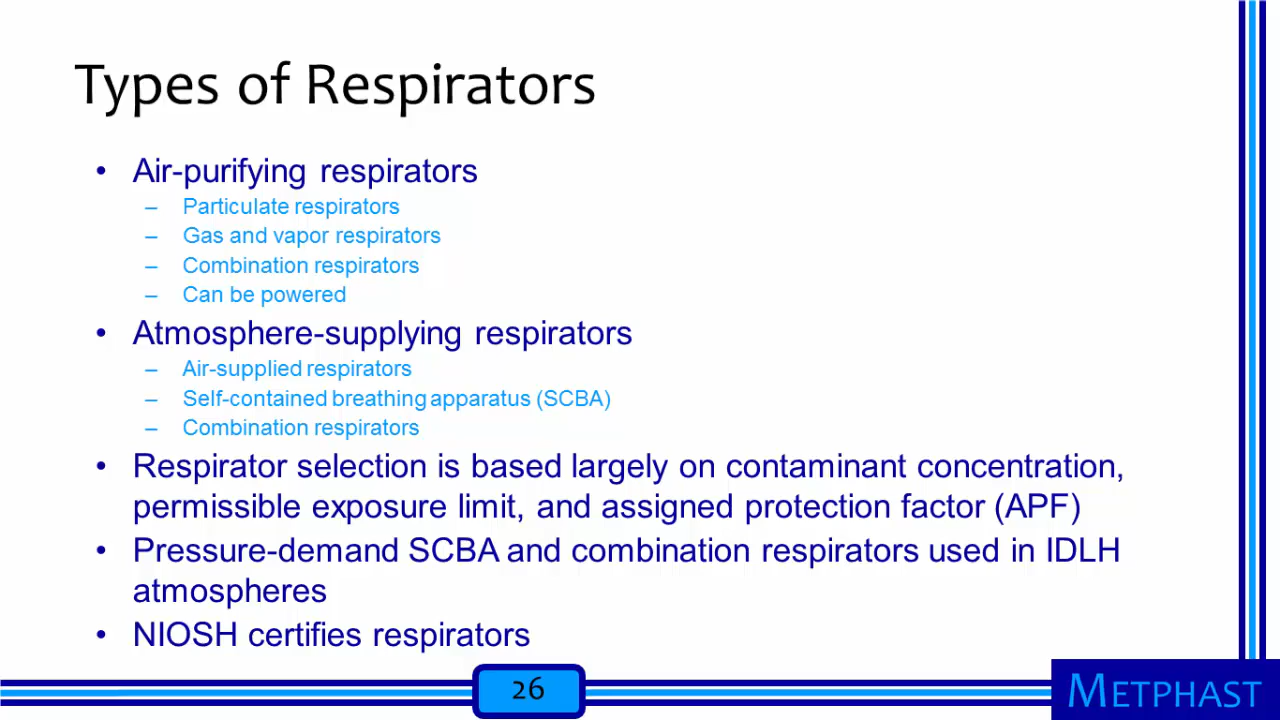 Types of Respirators
• Air-purifying respirators
– Particulate respirators
– Gas and vapor respirators
– Combination respirators
– Can be powered
• Atmosphere-supplying respirators
– Air-supplied respirators
– Self-contained breathing apparatus (SCBA)
– Combination respirators
• Respirator selection is based largely on contaminant concentration,
permissible exposure limit, and assigned protection factor (APF)
• Pressure-demand SCBA and combination respirators used in IDLH
atmospheres
• NIOSH certifies respirators
26
METPHAST